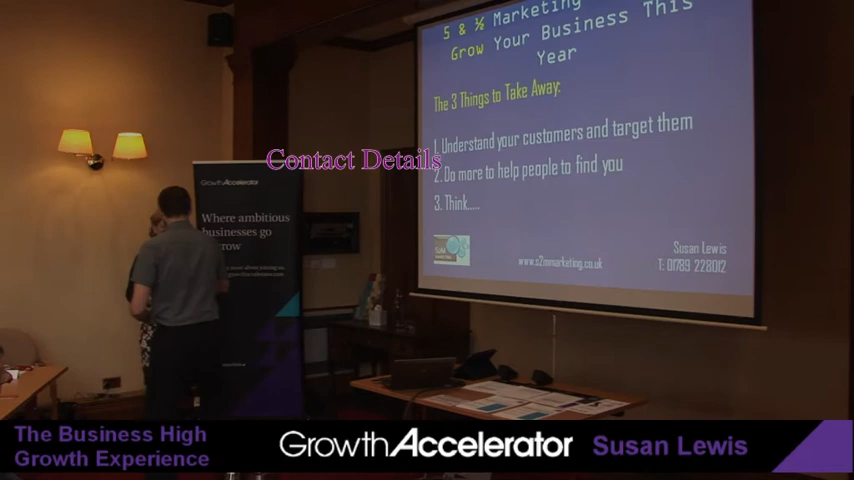 5 & ½ Marketing
Grow Your Business This
Year
The 3 Things to Take Away:
1. Understand your customers and target them
2. Do more to help people to find you
3. Think.....
Susan Lewis
www.s2mmarketing.co.uk
T: 01789 228012
Contact Details
GrowthAccelerator
Where ambitious
businesses go
row
The Business High
Growth Experience
GrowthAccelerator
Susan Lewis